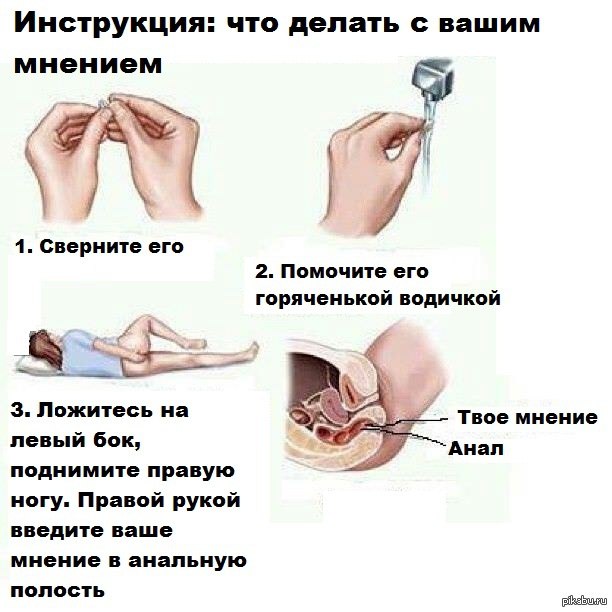 Инструкция: что делать с вашим
мнением
1. Сверните его
2. Помочите его
горяченькой водичкой
3. Ложитесь на
левый бок,
поднимите правую
ногу. Правой рукой
введите ваше
мнение в анальную
полость
Твое мнение
Анал
pikabu.ru